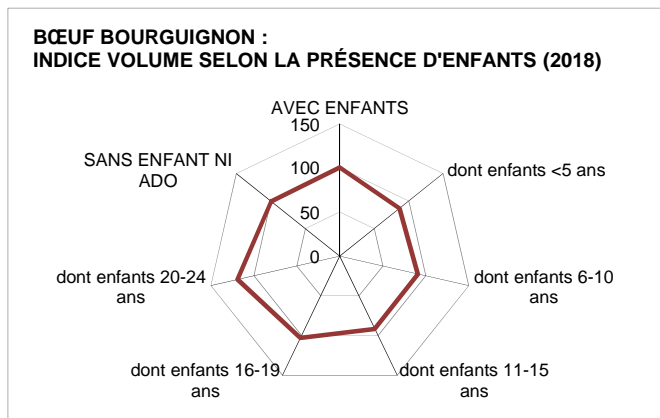 BŒUF BOURGUIGNON :
INDICE VOLUME SELON LA PRÉSENCE D'ENFANTS (2018)
AVEC ENFANTS
150
100
50
0
dont enfants <5 ans
dont enfants 6-10
ans
dont enfants 11-15
ans
dont enfants 16-19
ans
dont enfants 20-24
ans
SANS ENFANT NI
ADO